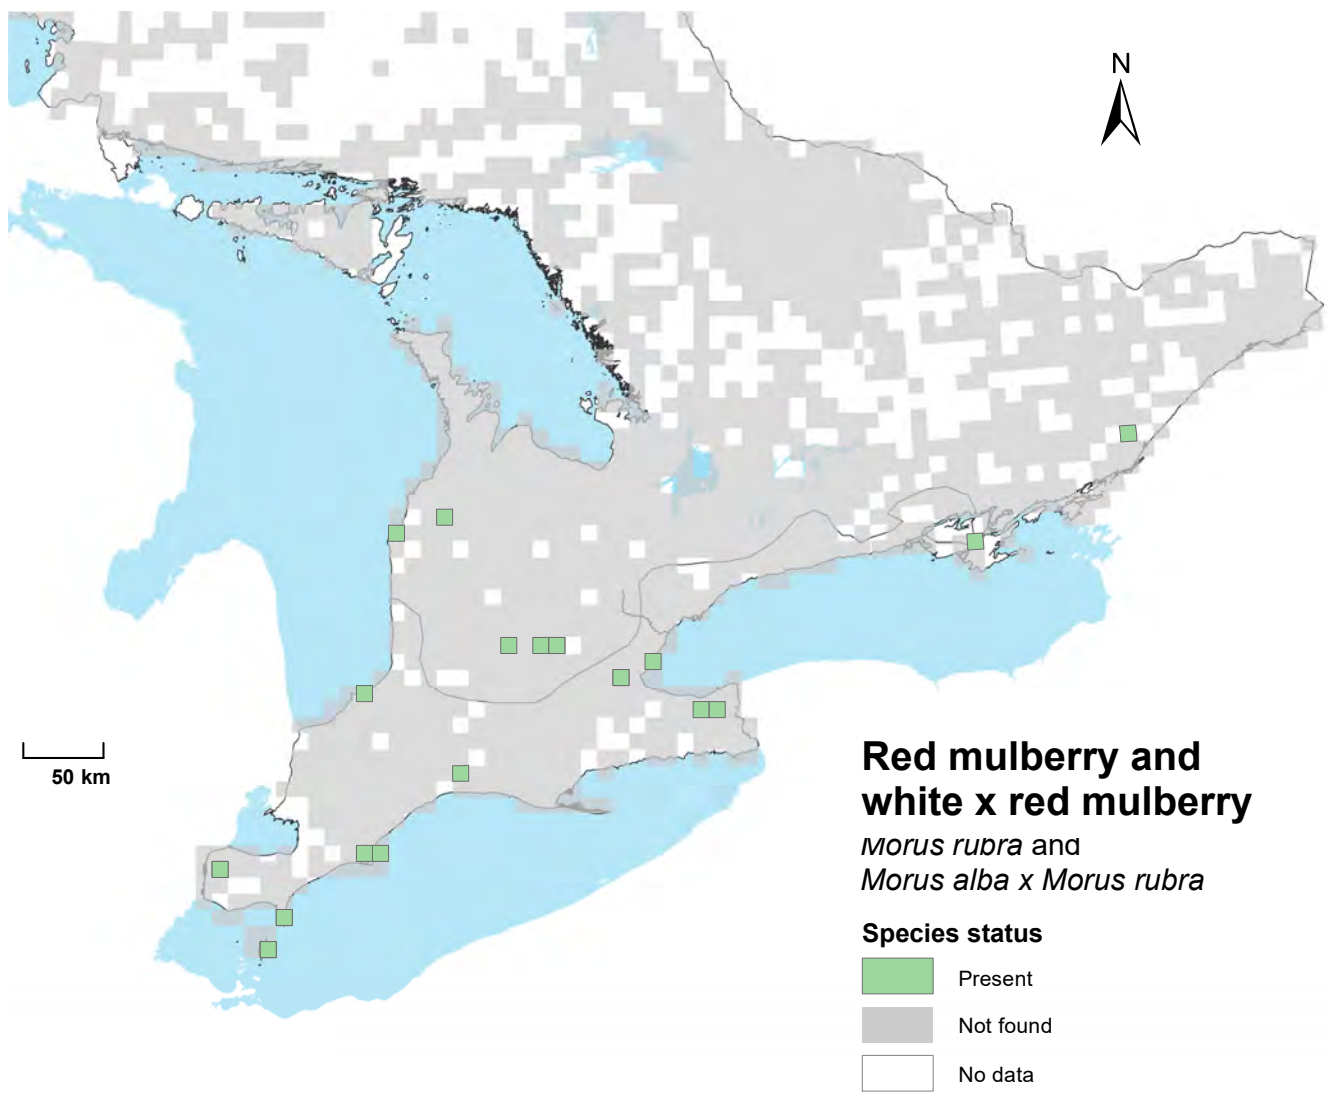 N
50 km
Red mulberry and
white x red mulberry
Morus rubra and
Morus alba x Morus rubra
Species status
Present
Not found
No data